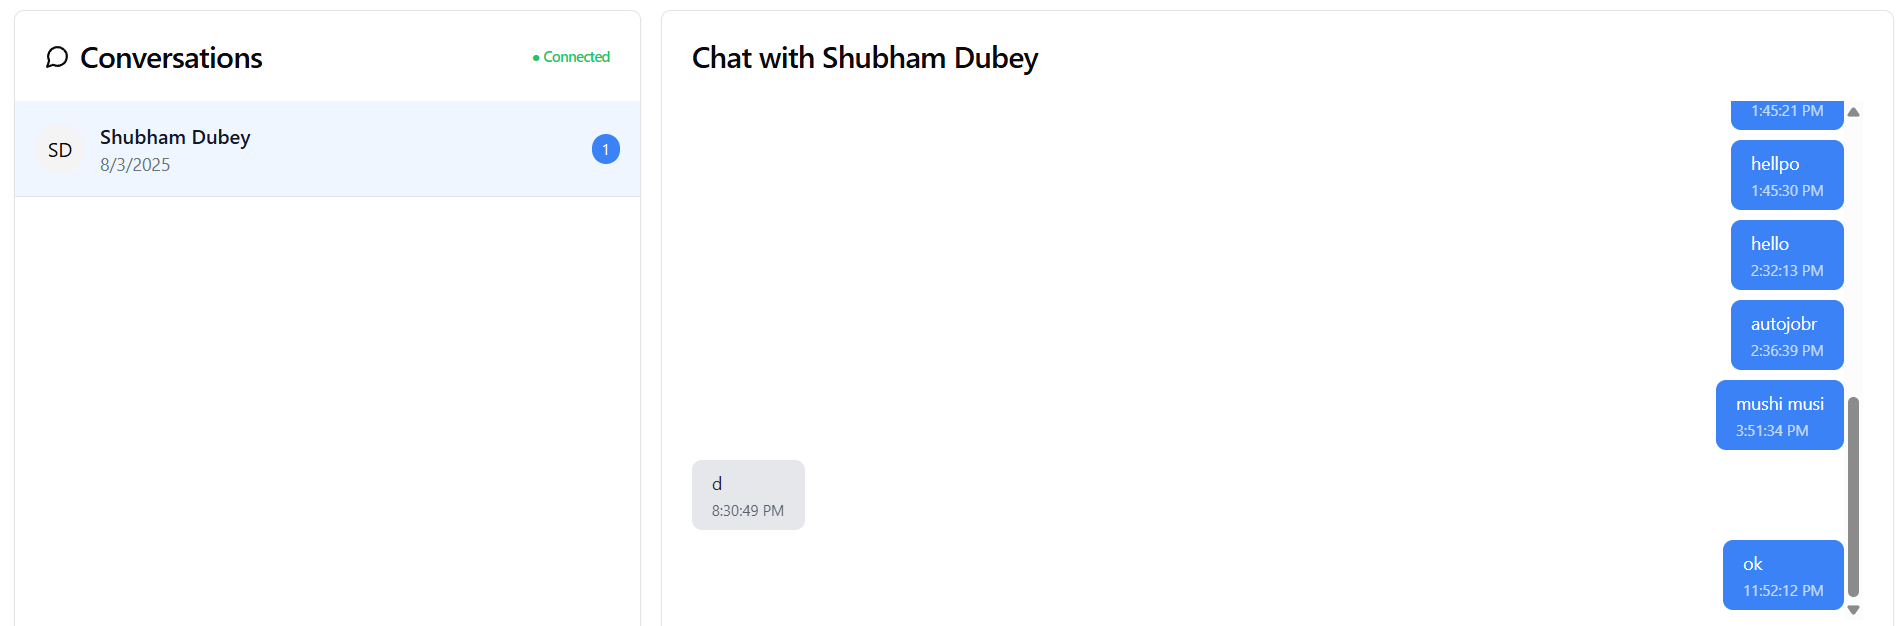 Conversations
● Connected
SD
Shubham Dubey
8/3/2025
1
Chat with Shubham Dubey
1:45:21 PM
hellpo
1:45:30 PM
hello
2:32:13 PM
autojobr
2:36:39 PM
mushi musi
3:51:34 PM
d
8:30:49 PM
ok
11:52:12 PM